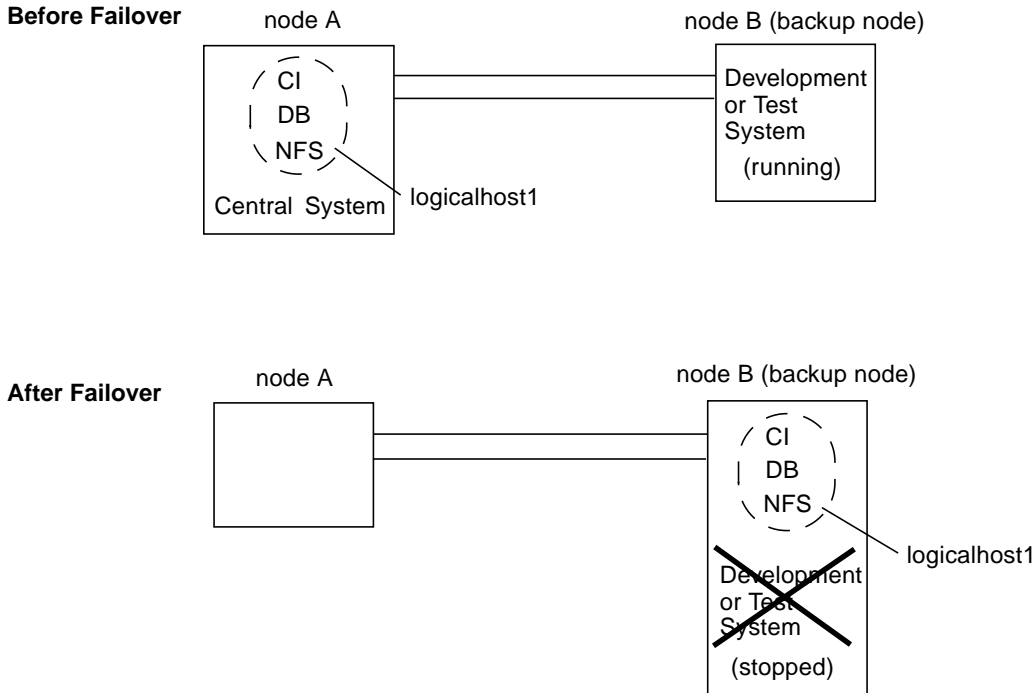 Before Failover
node A
node B (backup node)
CI
DB
NFS
Central System
logicalhost1
Development
or Test
System
(running)
After Failover
node A
node B (backup node)
CI
DB
NFS
logicalhost1
Development
or Test
System
(stopped)